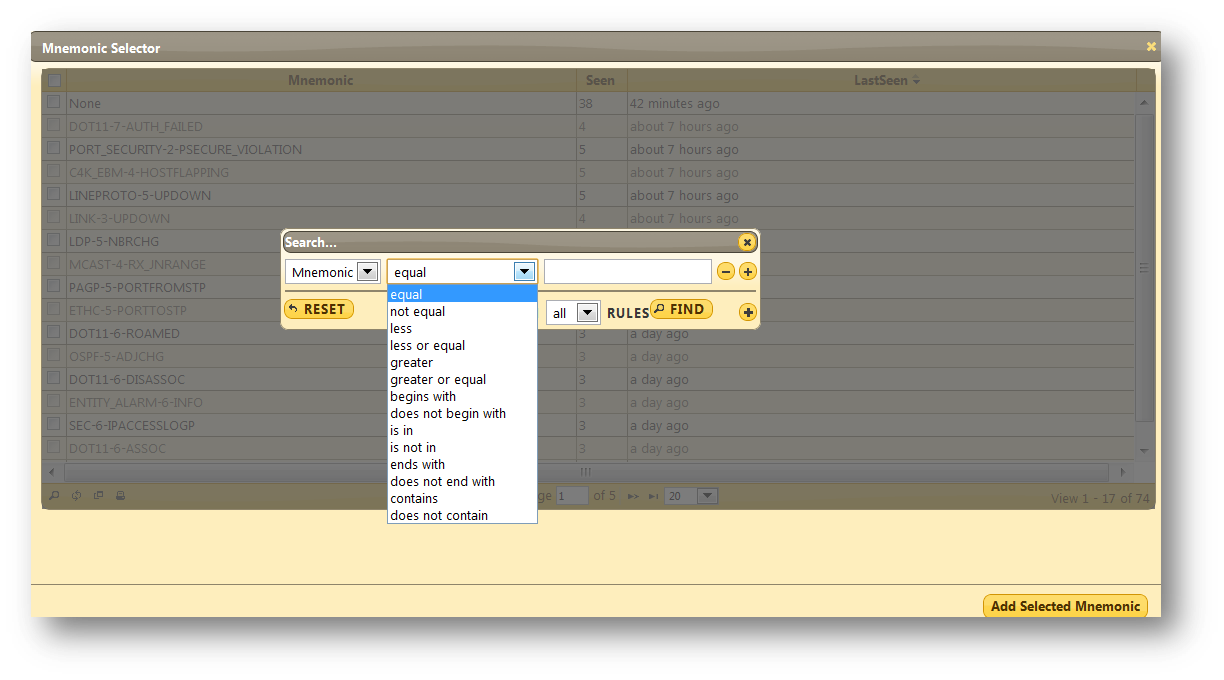 Mnemonic Selector
Mnemonic Seen LastSeen
None 38 42 minutes ago
DOT11-7-AUTH_FAILED 4 about 7 hours ago
PORT_SECURITY-2-PSECURE_VIOLATION 5 about 7 hours ago
C4K_EBM-4-HOSTFLAPPING 5 about 7 hours ago
LINEPROTO-5-UPDOWN 5 about 7 hours ago
LINK-3-UPDOWN 4 about 7 hours ago
LDP-5-NBRCHG
MCAST-4-RX_INRANGE
PAGP-5-PORTFROMSTP
ETHC-5-PORTTOSTP
DOT11-6-ROAMED 3 a day ago
OSPF-5-ADJCHG 3 a day ago
DOT11-6-DISASSOC 3 a day ago
ENTITY_ALARM-6-INFO 3 a day ago
SEC-6-IPACCESSLOGP 3 a day ago
DOT11-6-ASSOC 3 a day ago
Search...
Mnemonic equal
RESET all RULES FIND
equal
not equal
less
less or equal
greater
greater or equal
begins with
does not begin with
is in
is not in
ends with
does not end with
contains
does not contain
ge 1 of 5 20 View 1 - 17 of 74
Add Selected Mnemonic